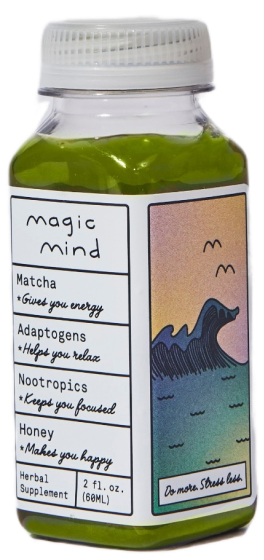 magic
mind
Matcha
*Gives you energy
Adaptogens
*Helps you relax
Nootropics
*Keeps you focused
Honey
*Makes you happy
Herbal
Supplement
2 fl.oz.
(60ML)
Do more. Stress less.